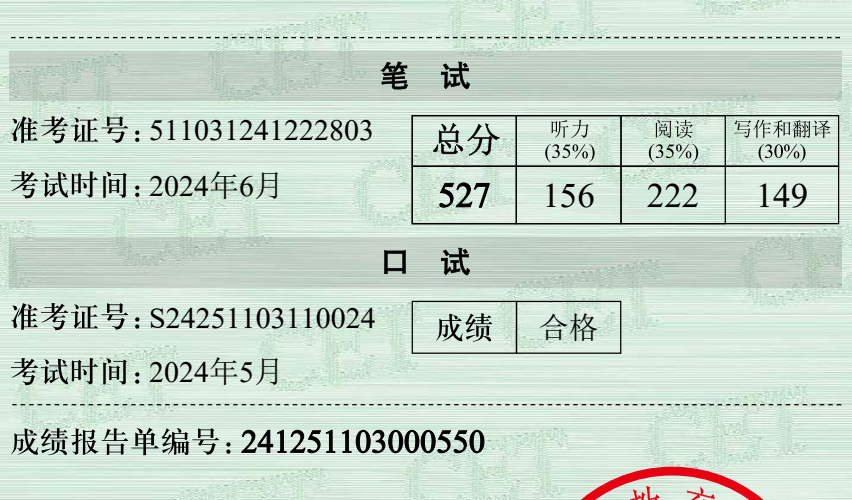 笔 试
准考证号: 511031241222803
考试时间: 2024年6月
总分 听力 (35%) 阅读 (35%) 写作和翻译 (30%)
527 156 222 149
口 试
准考证号: S24251103110024
成绩 合格
考试时间: 2024年5月
成绩报告单编号: 241251103000550